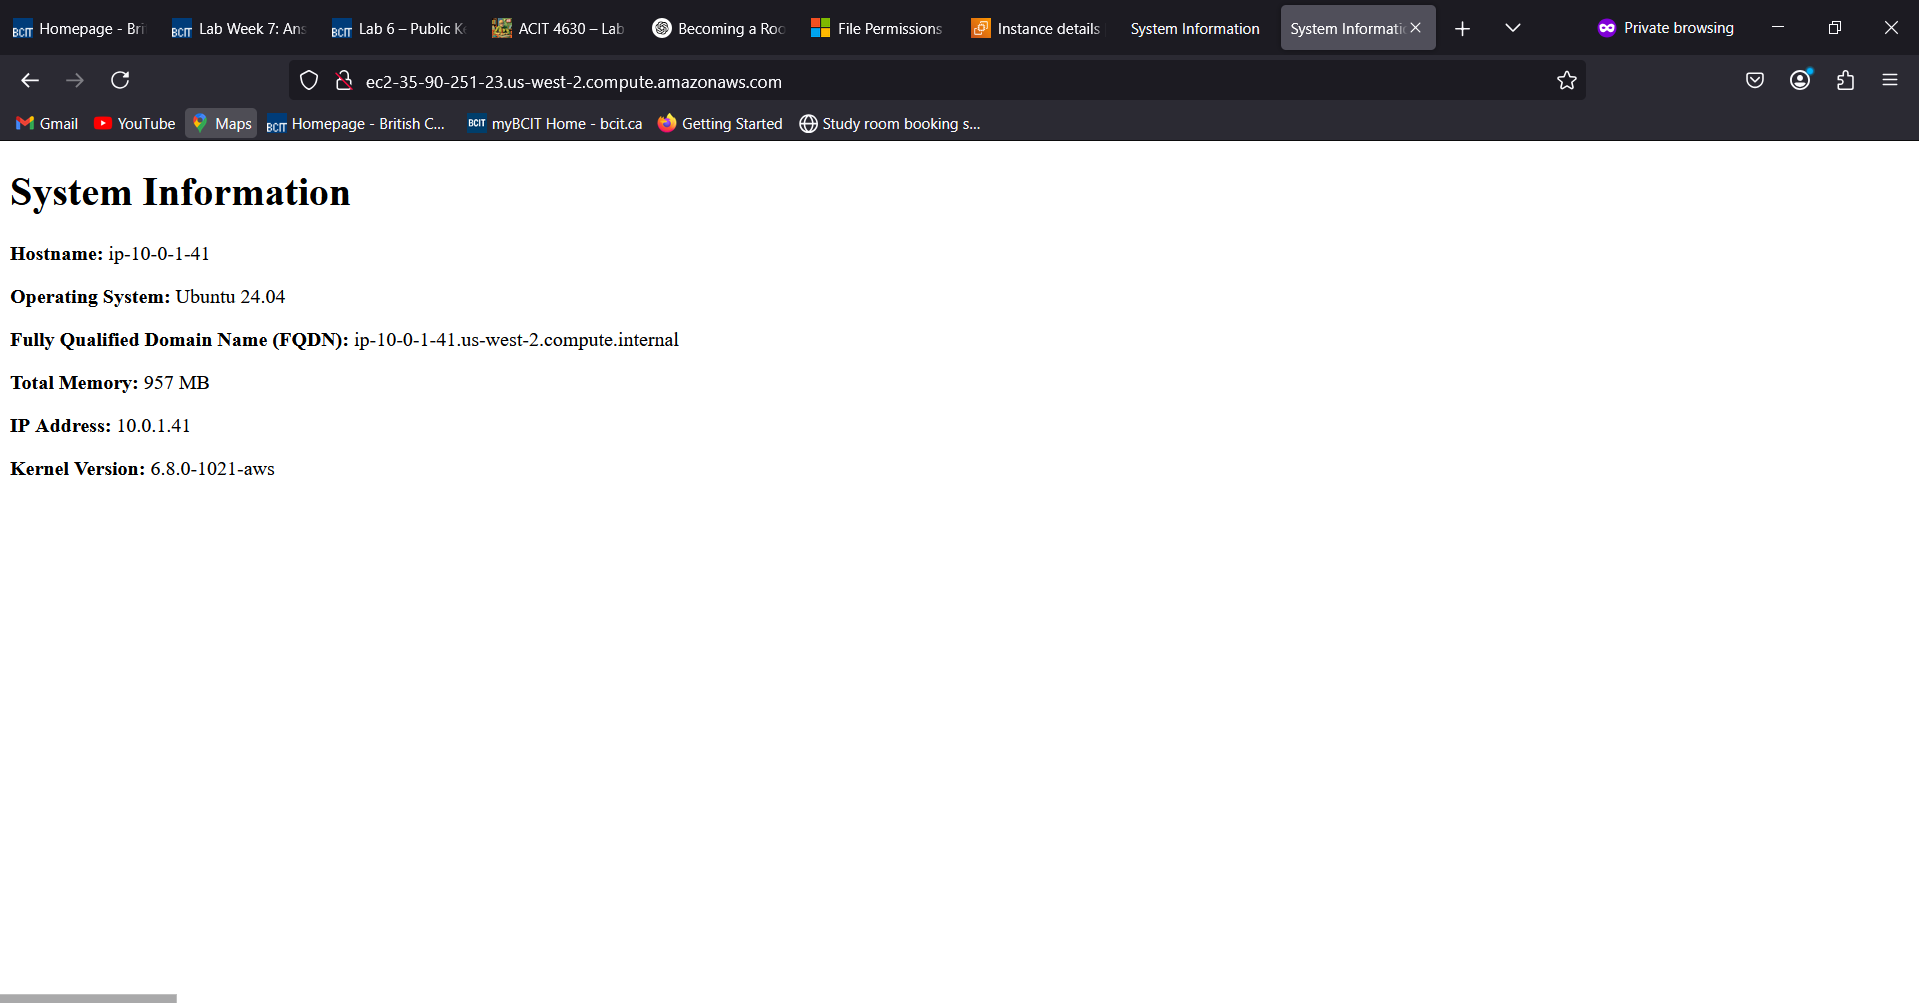 BCIT Homepage - Bri
BCIT Lab Week 7: Ans
BCIT Lab 6 – Public Ke
ACIT 4630 – Lab
Becoming a Roo
File Permissions
Instance details
System Information
System Informati
Private browsing
ec2-35-90-251-23.us-west-2.compute.amazonaws.com
Gmail
YouTube
Maps
BCIT Homepage - British C...
BCIT myBCIT Home - bcit.ca
Getting Started
Study room booking s...
System Information
Hostname: ip-10-0-1-41
Operating System: Ubuntu 24.04
Fully Qualified Domain Name (FQDN): ip-10-0-1-41.us-west-2.compute.internal
Total Memory: 957 MB
IP Address: 10.0.1.41
Kernel Version: 6.8.0-1021-aws